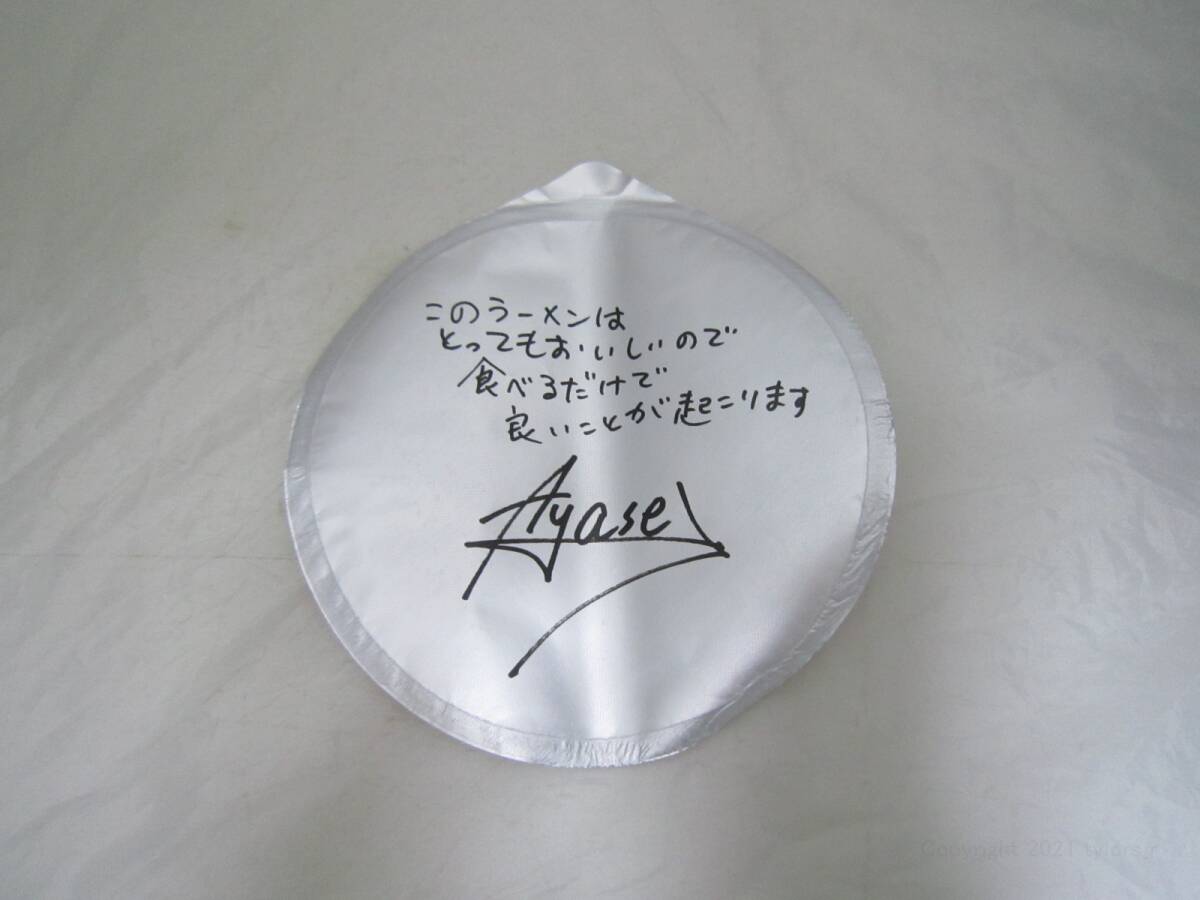 このラーメンは
とってもおいしいので
食べるだけで
良いことが起こります
Ayase